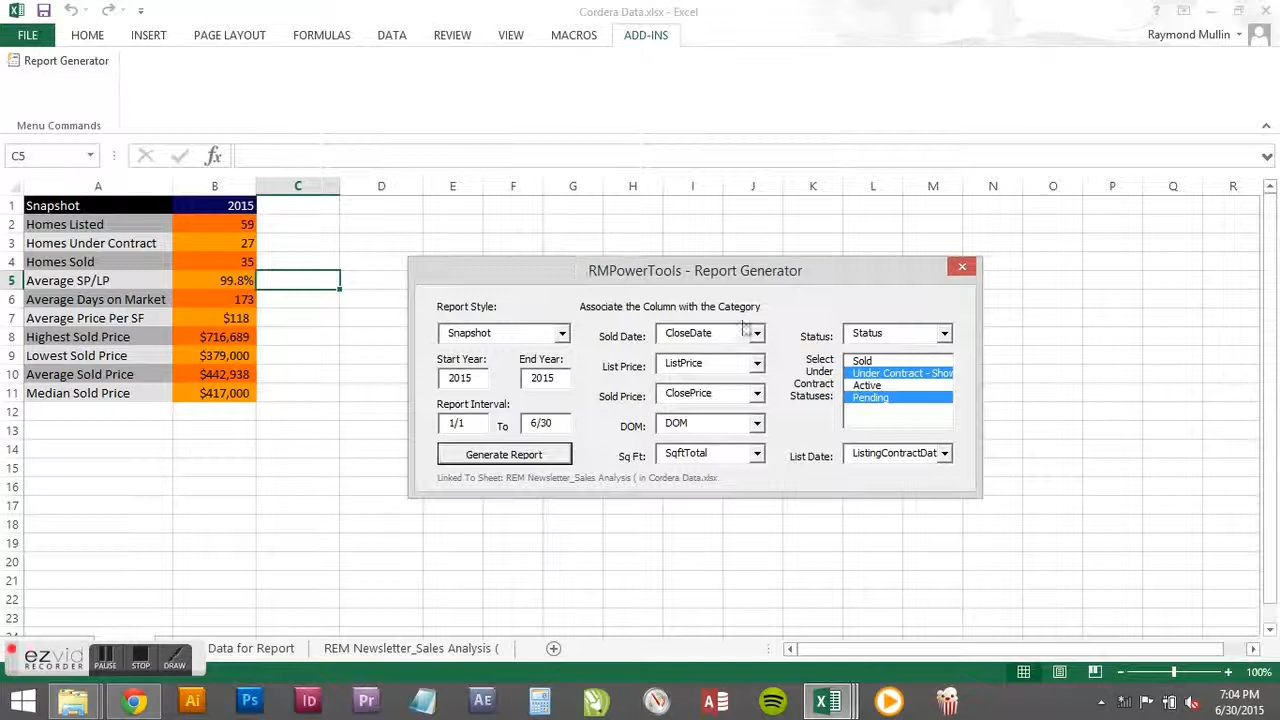 Cordera Data.xlsx - Excel
FILE HOME INSERT PAGE LAYOUT FORMULAS DATA REVIEW VIEW MACROS ADD-INS Raymond Mullin
Report Generator
Menu Commands
C5 fx
A B C D E F G H I J K L M N O P Q R
1 Snapshot 2015
2 Homes Listed 59
3 Homes Under Contract 27
4 Homes Sold 35
5 Average SP/LP 99.8%
6 Average Days on Market 173
7 Average Price Per SF $118
8 Highest Sold Price $716,689
9 Lowest Sold Price $379,000
10 Average Sold Price $442,938
11 Median Sold Price $417,000
12
13
14
15
16
17
18
19
20
21
22
23
RMPowerTools - Report Generator
Report Style: Associate the Column with the Category
Snapshot Sold Date: CloseDate Status: Status
Start Year: End Year:
2015 2015
List Price: ListPrice
Select
Under
Contract
Statuses:
Sold
Under Contract - Show
Active
Pending
Report Interval:
1/1 To 6/30
Sold Price: ClosePrice
DOM: DOM
Generate Report Sq Ft: SqftTotal List Date: ListingContractDat
Linked To Sheet: REM Newsletter_Sales Analysis ( in Cordera Data.xlsx
ezvid
RECORDER
PAUSE STOP DRAW
Data for Report REM Newsletter_Sales Analysis (
100%
Ai Ps Id Pr Ae
7:04 PM
6/30/2015